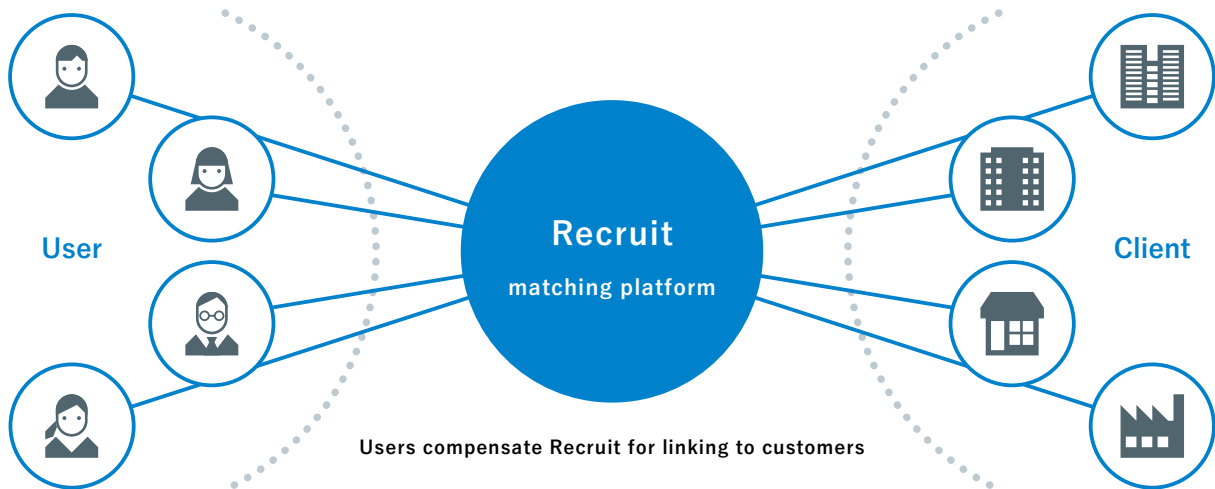 Recruit
matching platform
User
Client
Users compensate Recruit for linking to customers